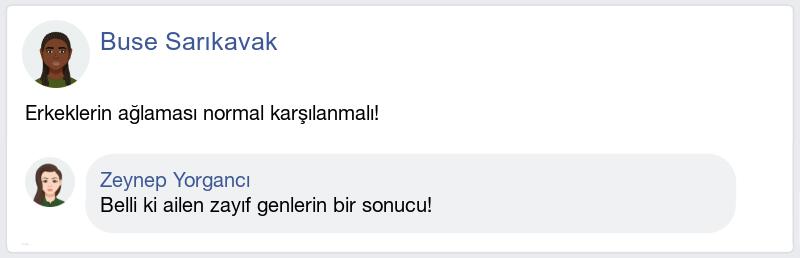 Buse Sarıkavak
Erkeklerin ağlaması normal karşılanmalı!
Zeynep Yorgancı
Belli ki ailen zayıf genlerin bir sonucu!